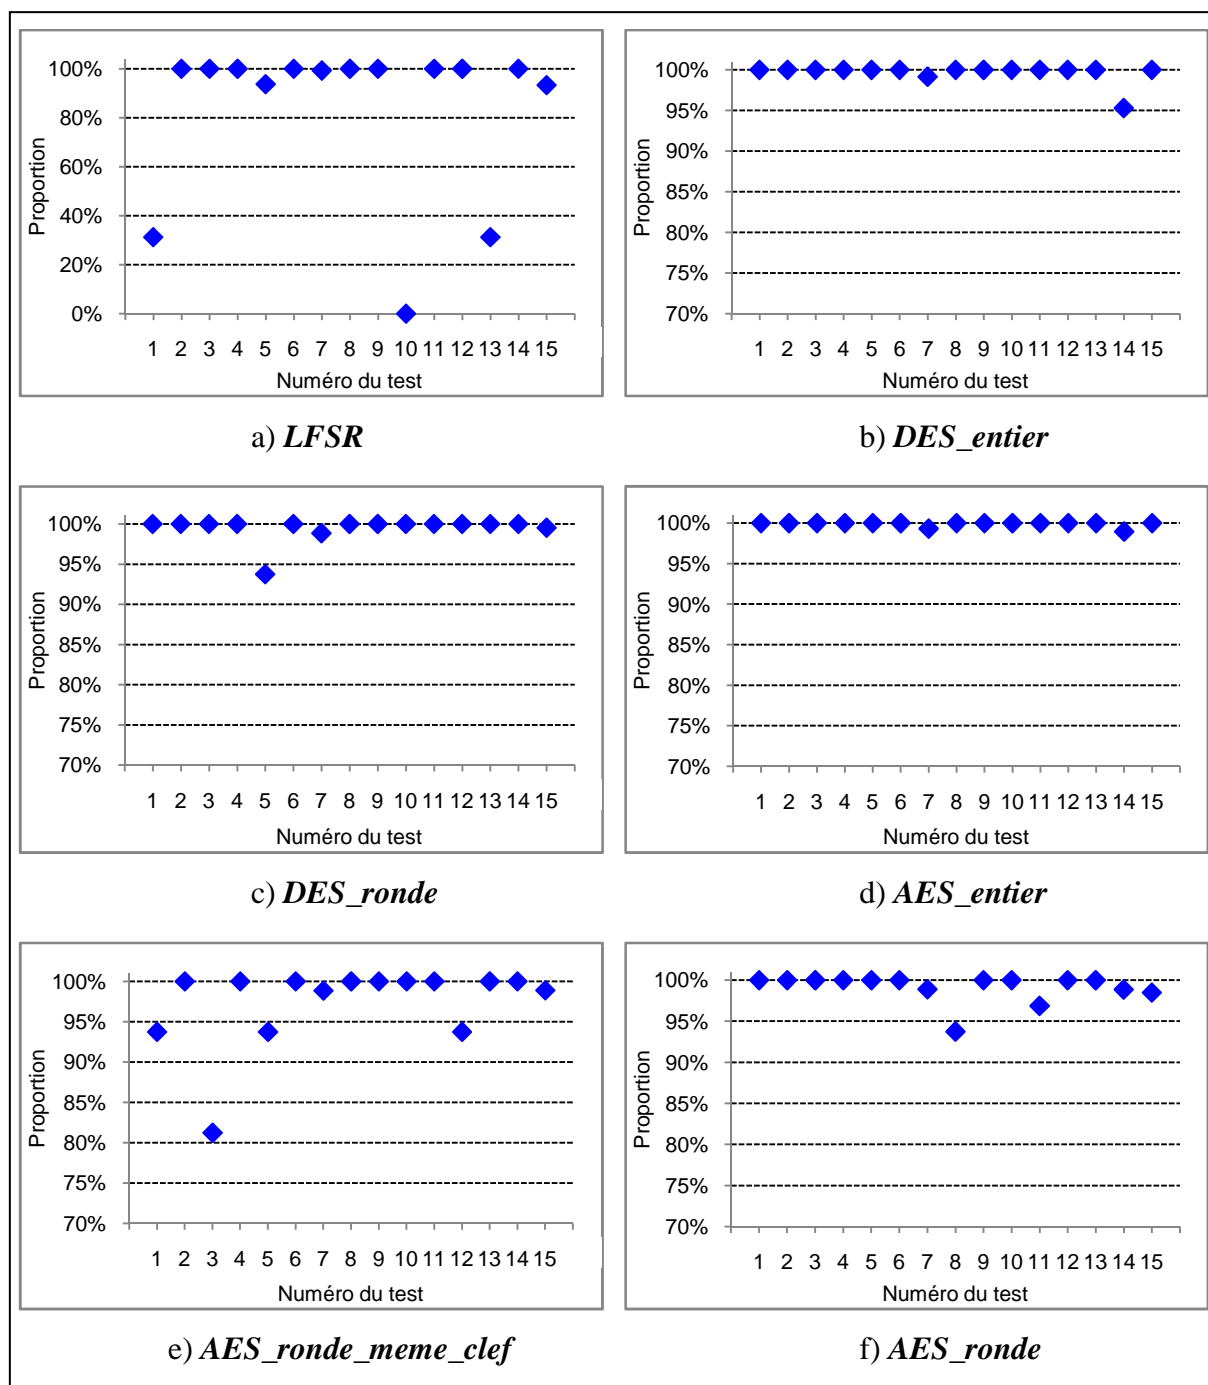 100%
80%
60%
40%
20%
0%
Proportion
1 2 3 4 5 6 7 8 9 10 11 12 13 14 15
Numéro du test
a) LFSR
100%
95%
90%
85%
80%
75%
70%
Proportion
1 2 3 4 5 6 7 8 9 10 11 12 13 14 15
Numéro du test
b) DES_entier
100%
95%
90%
85%
80%
75%
70%
Proportion
1 2 3 4 5 6 7 8 9 10 11 12 13 14 15
Numéro du test
c) DES_ronde
100%
95%
90%
85%
80%
75%
70%
Proportion
1 2 3 4 5 6 7 8 9 10 11 12 13 14 15
Numéro du test
d) AES_entier
100%
95%
90%
85%
80%
75%
70%
Proportion
1 2 3 4 5 6 7 8 9 10 11 12 13 14 15
Numéro du test
e) AES_ronde_meme_clef
100%
95%
90%
85%
80%
75%
70%
Proportion
1 2 3 4 5 6 7 8 9 10 11 12 13 14 15
Numéro du test
f) AES_ronde